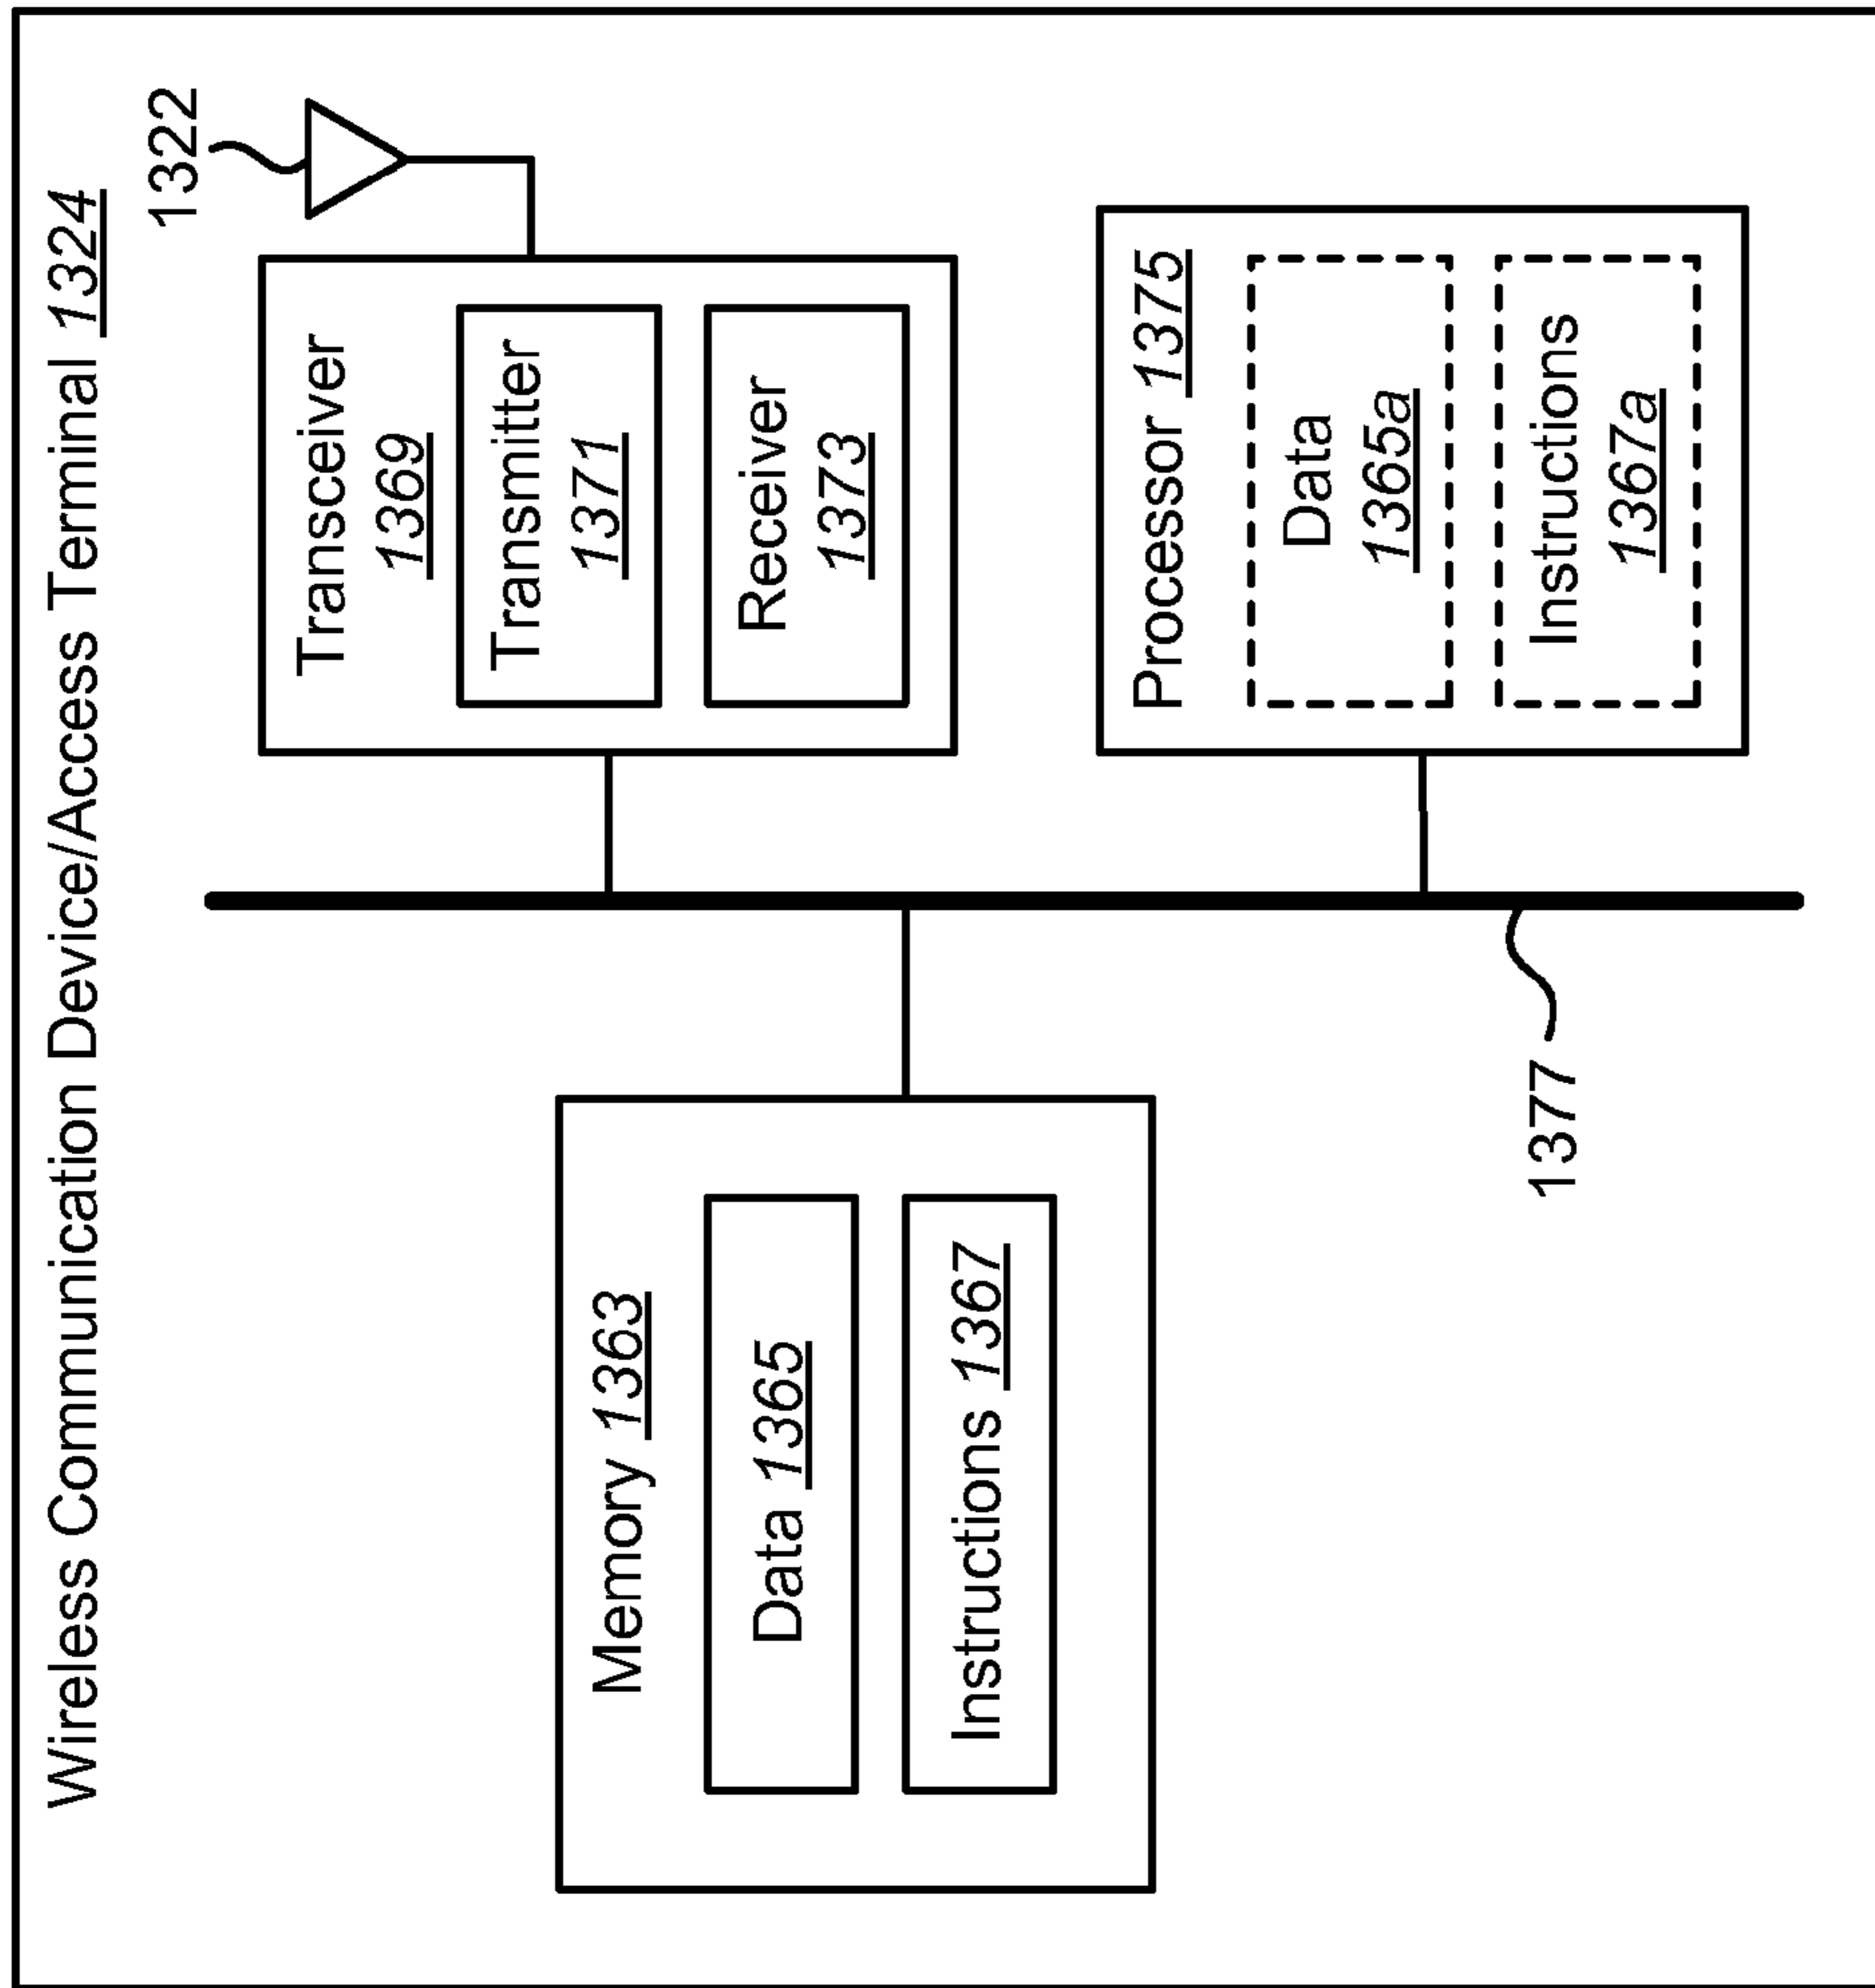 Wireless Communication Device/Access Terminal 1324
1322
Transceiver
1369
Transmitter
1371
Receiver
1373
Memory 1363
Data 1365
Instructions 1367
Processor 1375
Data
1365a
Instructions
1367a
1377